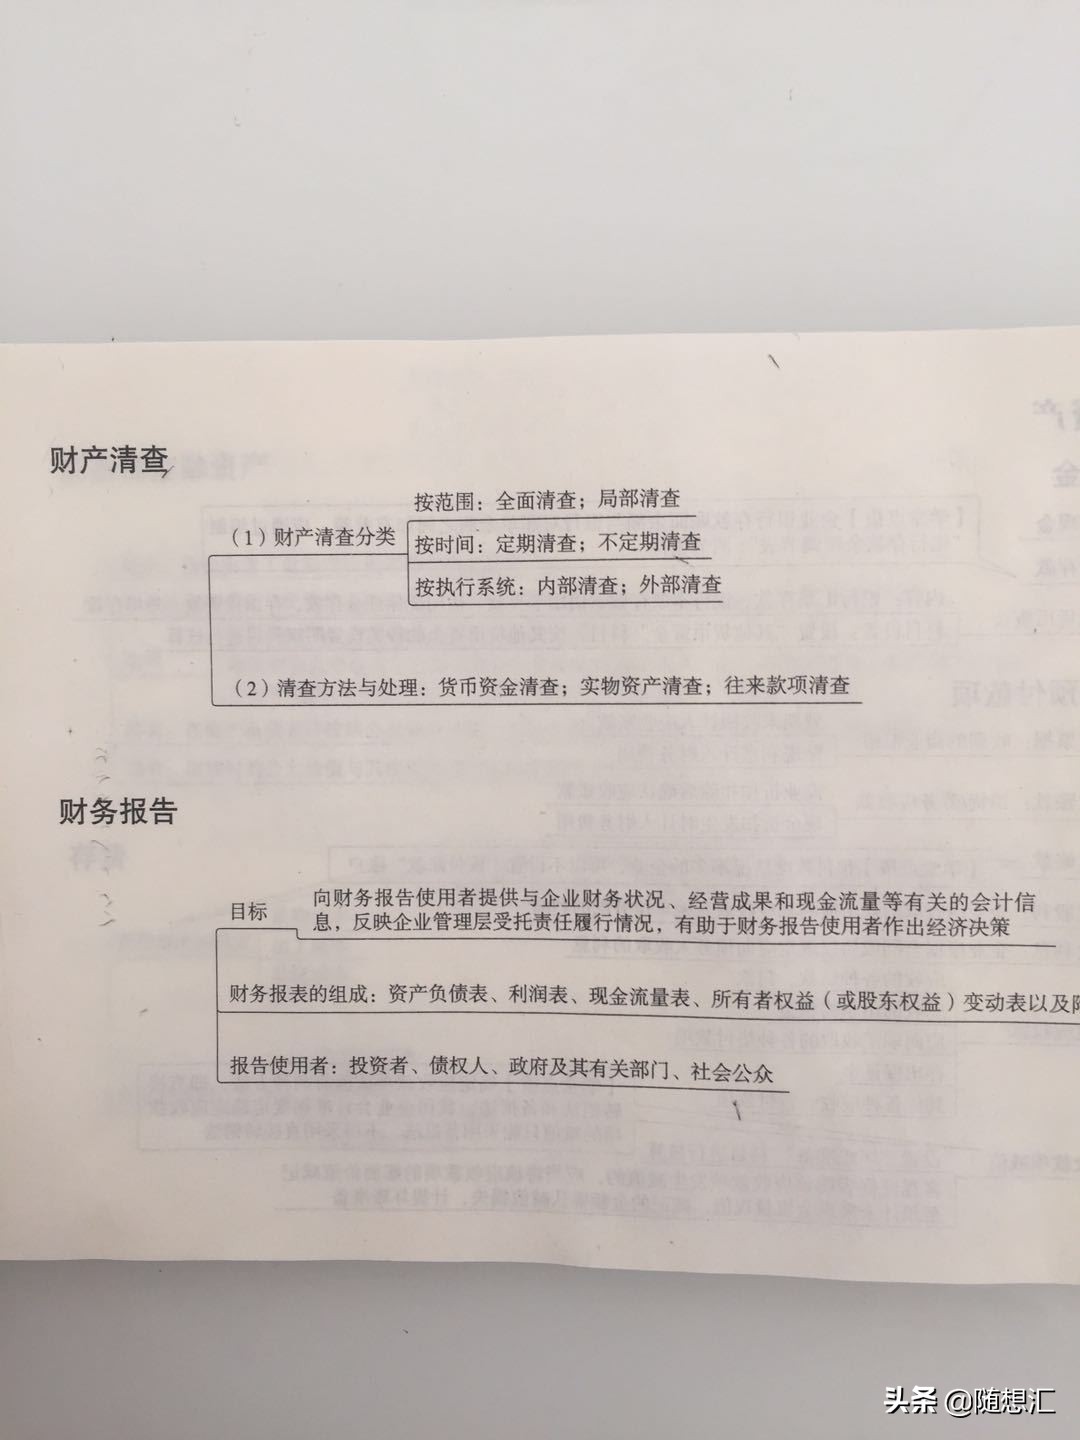 财产清查
按范围：全面清查；局部清查
（1）财产清查分类
按时间：定期清查；不定期清查
按执行系统：内部清查；外部清查
（2）清查方法与处理：货币资金清查；实物资产清查；往来款项清查
财务报告
目标
向财务报告使用者提供与企业财务状况、经营成果和现金流量等有关的会计信
息，反映企业管理层受托责任履行情况，有助于财务报告使用者作出经济决策
财务报表的组成：资产负债表、利润表、现金流量表、所有者权益（或股东权益）变动表以及
报告使用者：投资者、债权人、政府及其有关部门、社会公众
头条 @随想汇